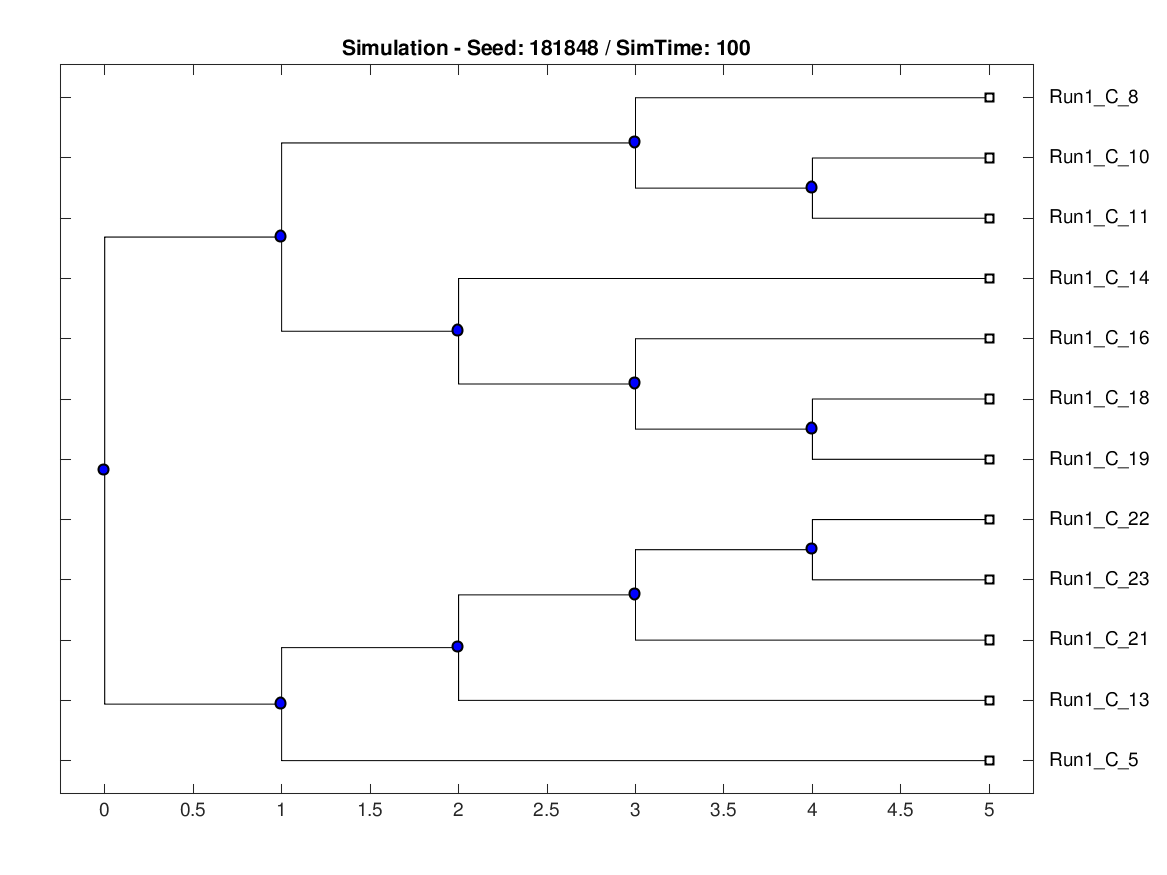 Simulation - Seed: 181848 / SimTime: 100
Run1_C_8
Run1_C_10
Run1_C_11
Run1_C_14
Run1_C_16
Run1_C_18
Run1_C_19
Run1_C_22
Run1_C_23
Run1_C_21
Run1_C_13
Run1_C_5
0 0.5 1 1.5 2 2.5 3 3.5 4 4.5 5